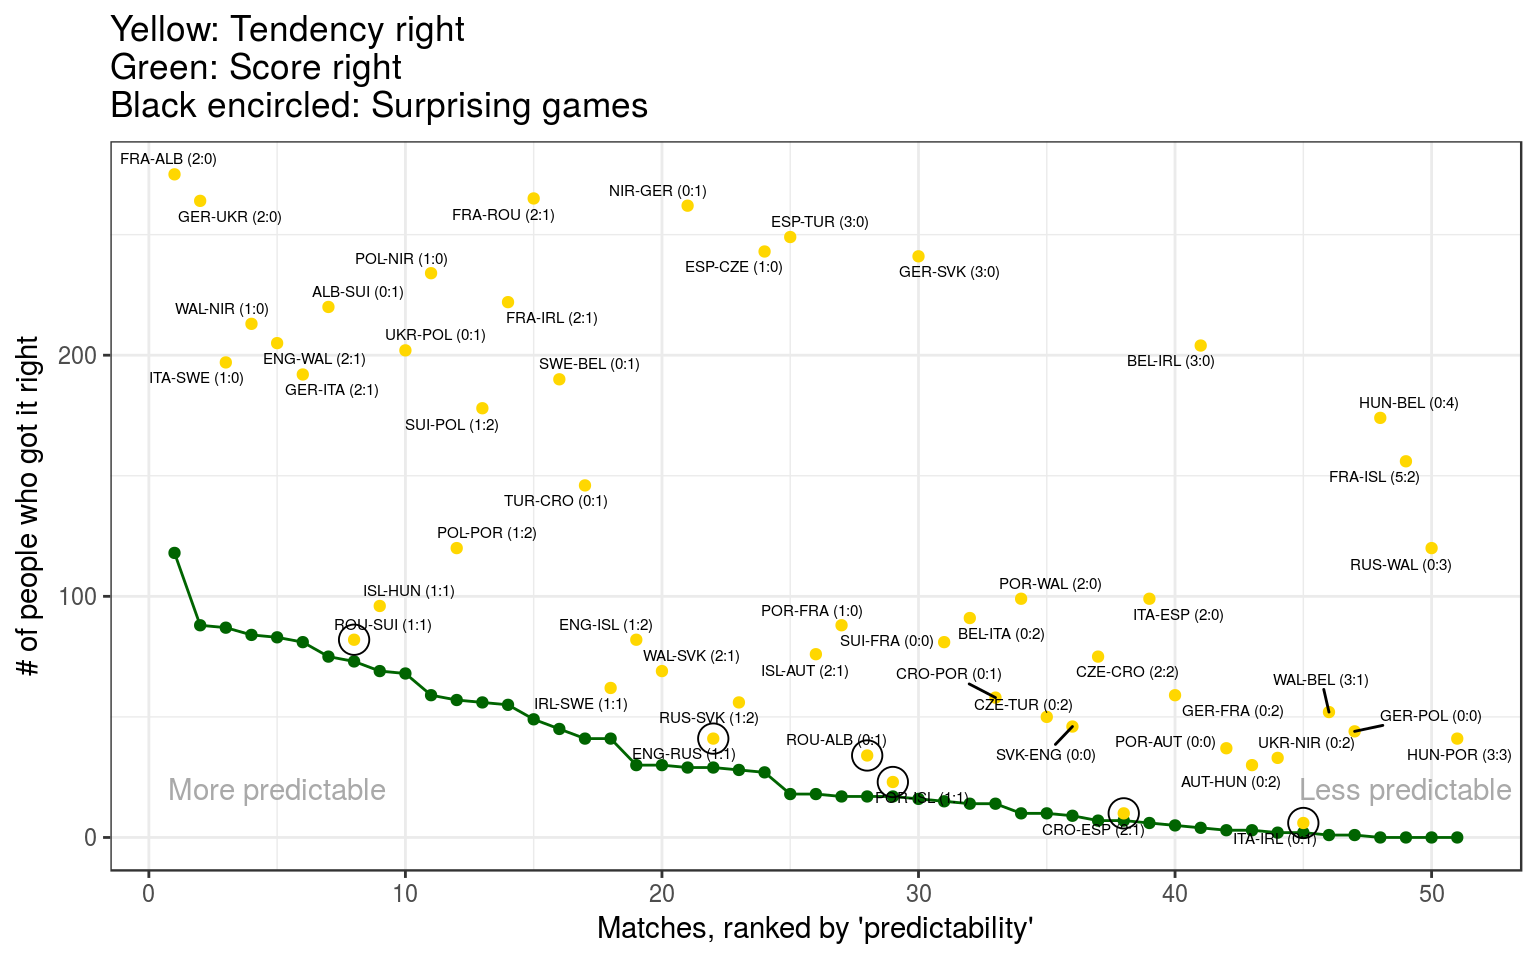 Yellow: Tendency right
Green: Score right
Black encircled: Surprising games
# of people who got it right
200
100
0
FRA-ALB (2:0)
GER-UKR (2:0)
FRA-ROU (2:1)
NIR-GER (0:1)
ESP-TUR (3:0)
ESP-CZE (1:0)
GER-SVK (3:0)
POL-NIR (1:0)
ALB-SUI (0:1)
WAL-NIR (1:0)
FRA-IRL (2:1)
UKR-POL (0:1)
ENG-WAL (2:1)
SWE-BEL (0:1)
BEL-IRL (3:0)
ITA-SWE (1:0)
GER-ITA (2:1)
HUN-BEL (0:4)
SUI-POL (1:2)
FRA-ISL (5:2)
TUR-CRO (0:1)
POL-POR (1:2)
RUS-WAL (0:3)
ISL-HUN (1:1)
POR-WAL (2:0)
POR-FRA (1:0)
ITA-ESP (2:0)
ROU-SUI (1:1)
ENG-ISL (1:2)
SUI-FRA (0:0)
BEL-ITA (0:2)
WAL-SVK (2:1)
ISL-AUT (2:1)
CRO-POR (0:1)
CZE-CRO (2:2)
WAL-BEL (3:1)
IRL-SWE (1:1)
CZE-TUR (0:2)
GER-FRA (0:2)
RUS-SVK (1:2)
GER-POL (0:0)
ROU-ALB (0:1)
POR-AUT (0:0)
UKR-NIR (0:2)
ENG-RUS (1:1)
SVK-ENG (0:0)
HUN-POR (3:3)
AUT-HUN (0:2)
More predictable
Less predictable
POR-ISL (1:1)
CRO-ESP (2:1)
ITA-IRL (0:1)
0 10 20 30 40 50
Matches, ranked by 'predictability'